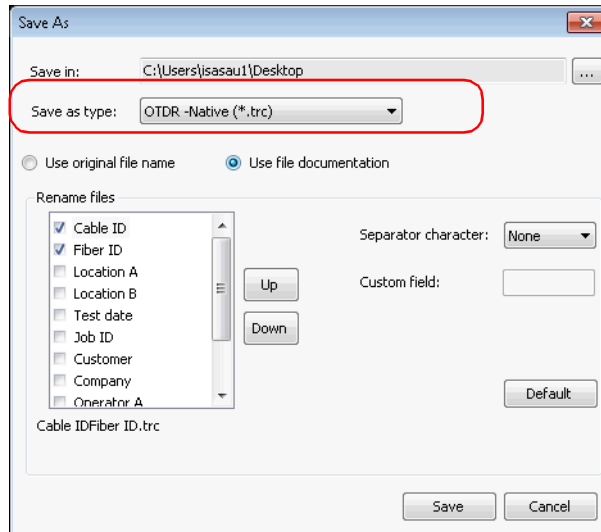 Save As
Save in: C:\Users\isasau1\Desktop ...
Save as type: OTDR -Native (*.trc)
Use original file name Use file documentation
Rename files
Cable ID
Fiber ID
Location A
Location B
Test date
Job ID
Customer
Company
Operator A
Up
Down
Separator character: None
Custom field:
Default
Cable IDFiber ID.trc
Save Cancel